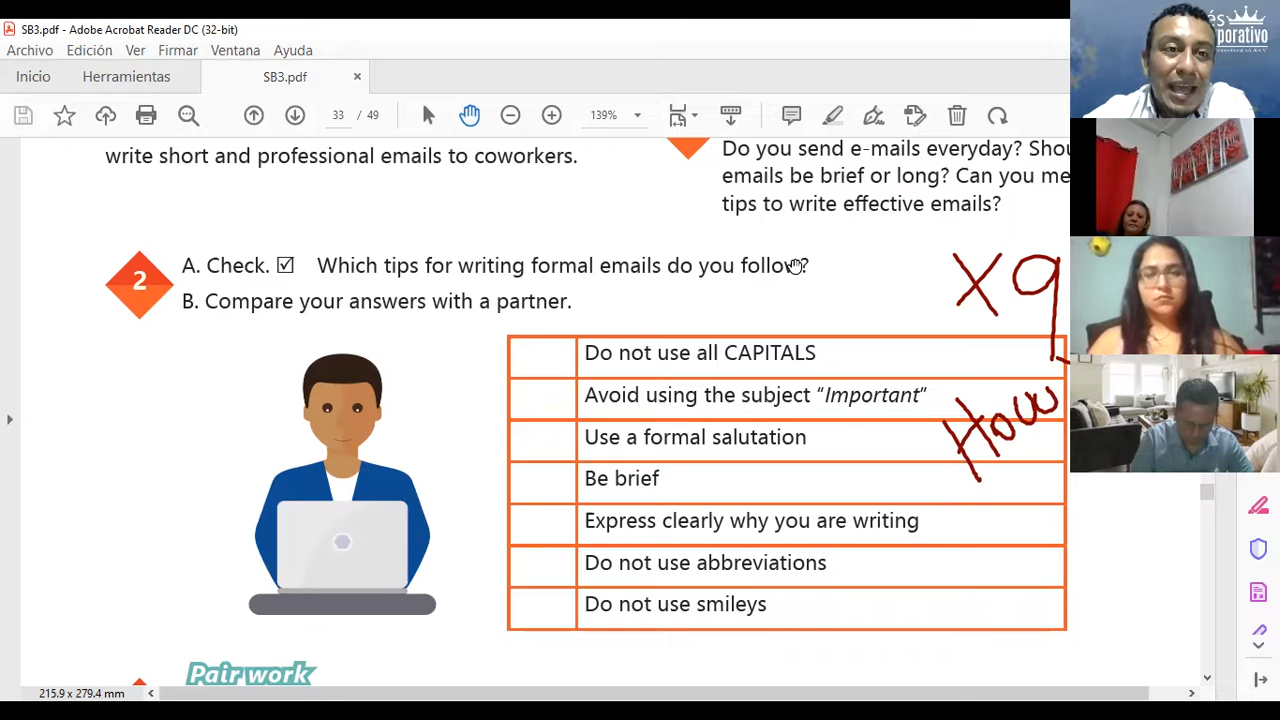 SB3.pdf - Adobe Acrobat Reader DC (32-bit)
Archivo Edición Ver Firmar Ventana Ayuda
Inicio Herramientas SB3.pdf ×
33 / 49 139%
write short and professional emails to coworkers.
Do you send e-mails everyday? Shou
emails be brief or long? Can you me
tips to write effective emails?
2
A. Check. ☑ Which tips for writing formal emails do you follow?
B. Compare your answers with a partner.
X9
Do not use all CAPITALS
Avoid using the subject “Important”
How
Use a formal salutation
Be brief
Express clearly why you are writing
Do not use abbreviations
Do not use smileys
Pair work
215.9 x 279.4 mm
és
rporativo